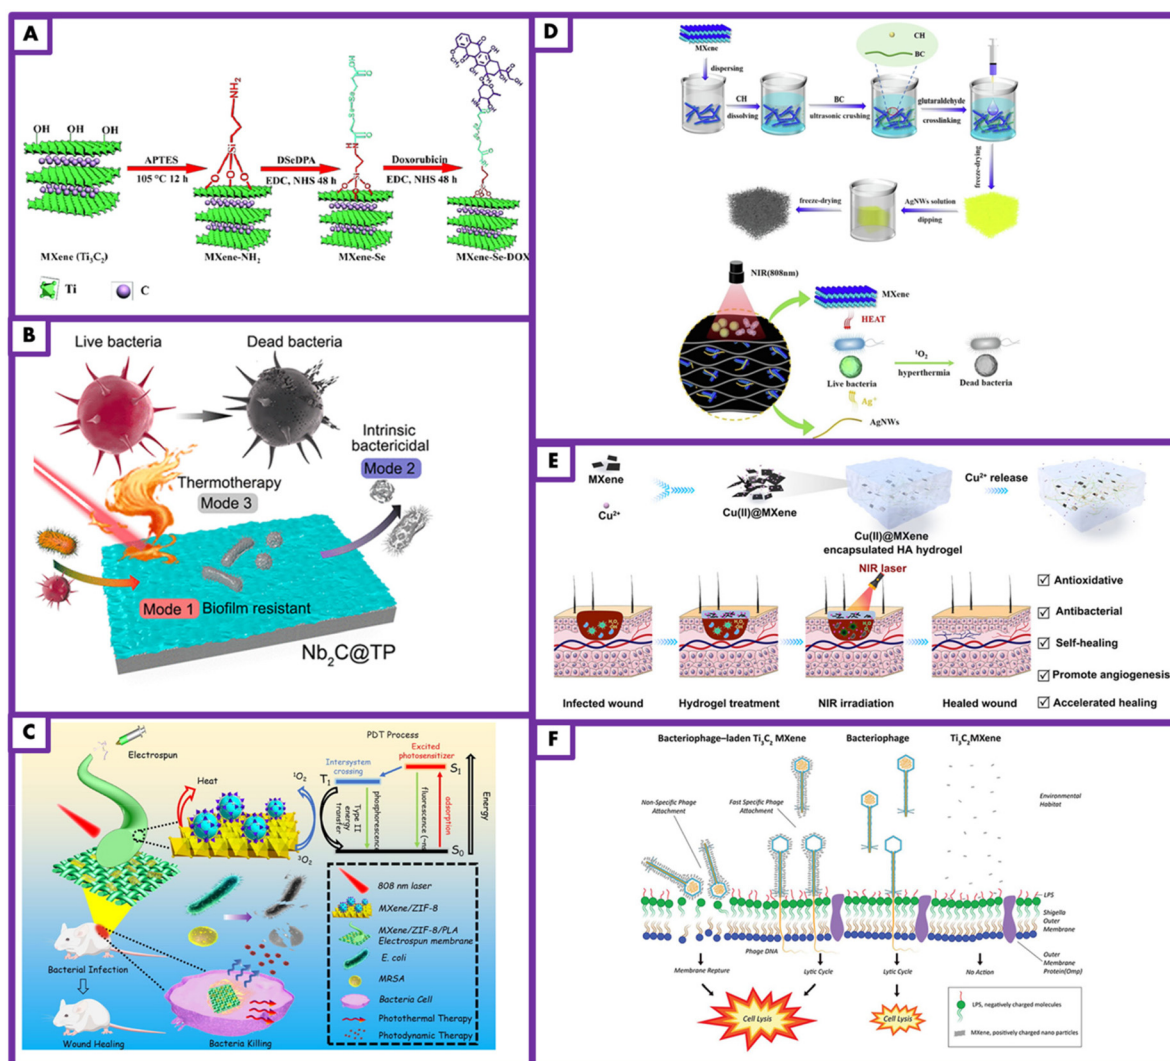 A
OH OH OH
APTES
105 °C 12 h
NH₂
Si
O
DSeDPA
EDC, NHS 48 h
Doxorubicin
EDC, NHS 48 h
MXene (Ti₃C₂)
MXene-NH₂
MXene-Se
MXene-Se-DOX
Ti
C
B
Live bacteria
Dead bacteria
Intrinsic
bactericidal
Mode 2
Thermotherapy
Mode 3
Mode 1 Biofilm resistant
Nb₂C@TP
C
Electrospun
Heat
¹O₂
³O₂
PDT Process
Intersystem
crossing
Excited
photosensitizer
T₁
S₁
S₀
Type II
energy
transfer
phosphorescence
adsorption
Energy
808 nm laser
MXene/ZIF-8
MXene/ZIF-8/PLA
Electrospun membrane
E. coli
MRSA
Bacteria Cell
Photothermal Therapy
Photodynamic Therapy
Bacterial Infection
Wound Healing
Bacteria Killing
D
MXene
dispersing
CH
BC
CH
dissolving
BC
ultrasonic crushing
glutaraldehyde
crosslinking
freeze-drying
AgNWs solution
dipping
freeze-drying
NIR(808nm)
MXene
HEAT
¹O₂
hyperthermia
Live bacteria
Dead bacteria
Ag⁺
AgNWs
E
MXene
Cu²⁺
Cu(II)@MXene
Cu(II)@MXene
encapsulated HA hydrogel
Cu²⁺ release
NIR laser
Infected wound
Hydrogel treatment
NIR irradiation
Healed wound
Antioxidative
Antibacterial
Self-healing
Promote angiogenesis
Accelerated healing
F
Bacteriophage–laden Ti₃C₂ MXene
Bacteriophage
Ti₃C₂MXene
Non-Specific Phage
Attachment
Fast Specific Phage
Attachment
Environmental
Habitat
LPS
Shigella
Outer
Membrane
Outer
Membrane
Protein(Omp)
Phage DNA
Membrane Repture
Lytic Cycle
Lytic Cycle
No Action
Cell Lysis
Cell Lysis
LPS, negatively charged molecules
MXene, positively charged nano particles